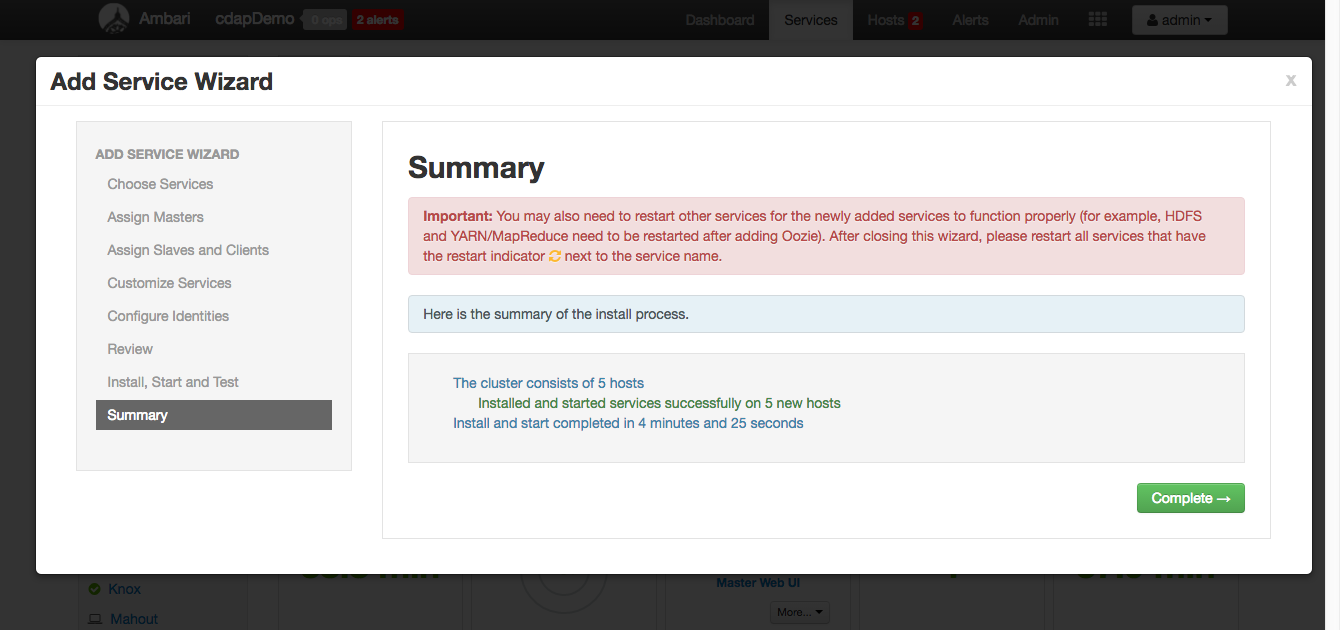 Ambari cdapDemo 0 ops 2 alerts Dashboard Services Hosts 2 Alerts Admin admin
Add Service Wizard
x
ADD SERVICE WIZARD
Choose Services
Assign Masters
Assign Slaves and Clients
Customize Services
Configure Identities
Review
Install, Start and Test
Summary
Summary
Important: You may also need to restart other services for the newly added services to function properly (for example, HDFS
and YARN/MapReduce need to be restarted after adding Oozie). After closing this wizard, please restart all services that have
the restart indicator next to the service name.
Here is the summary of the install process.
The cluster consists of 5 hosts
Installed and started services successfully on 5 new hosts
Install and start completed in 4 minutes and 25 seconds
Complete →
Master Web UI
Knox
More...
Mahout